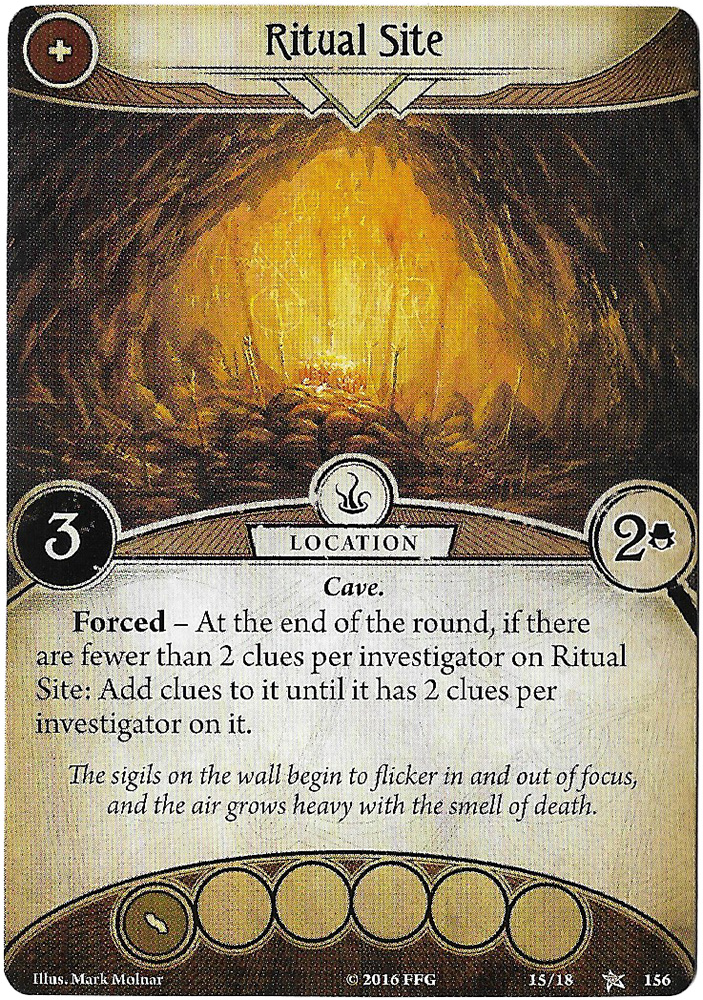 Ritual Site
3
2
LOCATION
Cave.
Forced – At the end of the round, if there
are fewer than 2 clues per investigator on Ritual
Site: Add clues to it until it has 2 clues per
investigator on it.
The sigils on the wall begin to flicker in and out of focus,
and the air grows heavy with the smell of death.
Illus. Mark Molnar © 2016 FFG 15/18 156